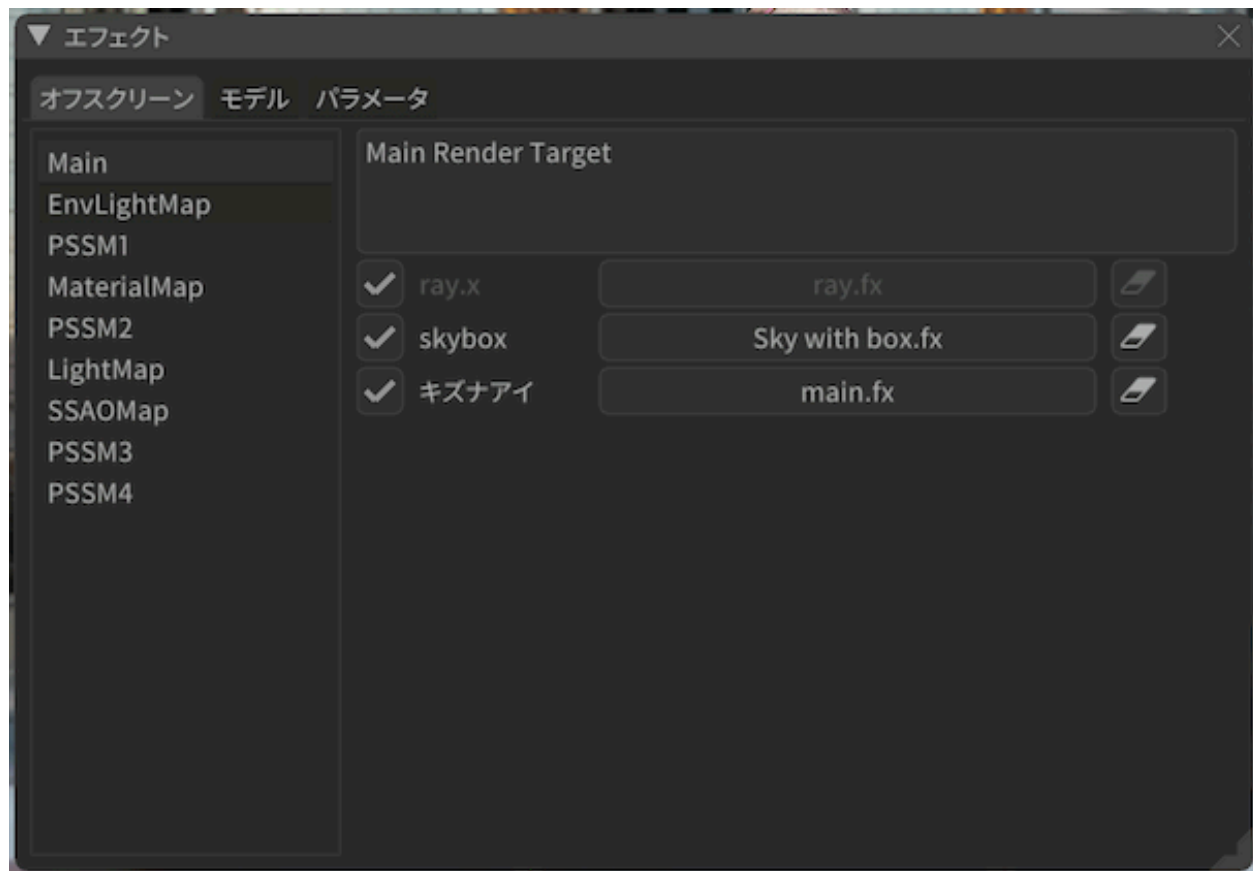 エフェクト
オフスクリーン モデル パラメータ
Main
EnvLightMap
PSSM1
MaterialMap
PSSM2
LightMap
SSAOMap
PSSM3
PSSM4
Main Render Target
ray.x ray.fx
skybox Sky with box.fx
キズナアイ main.fx